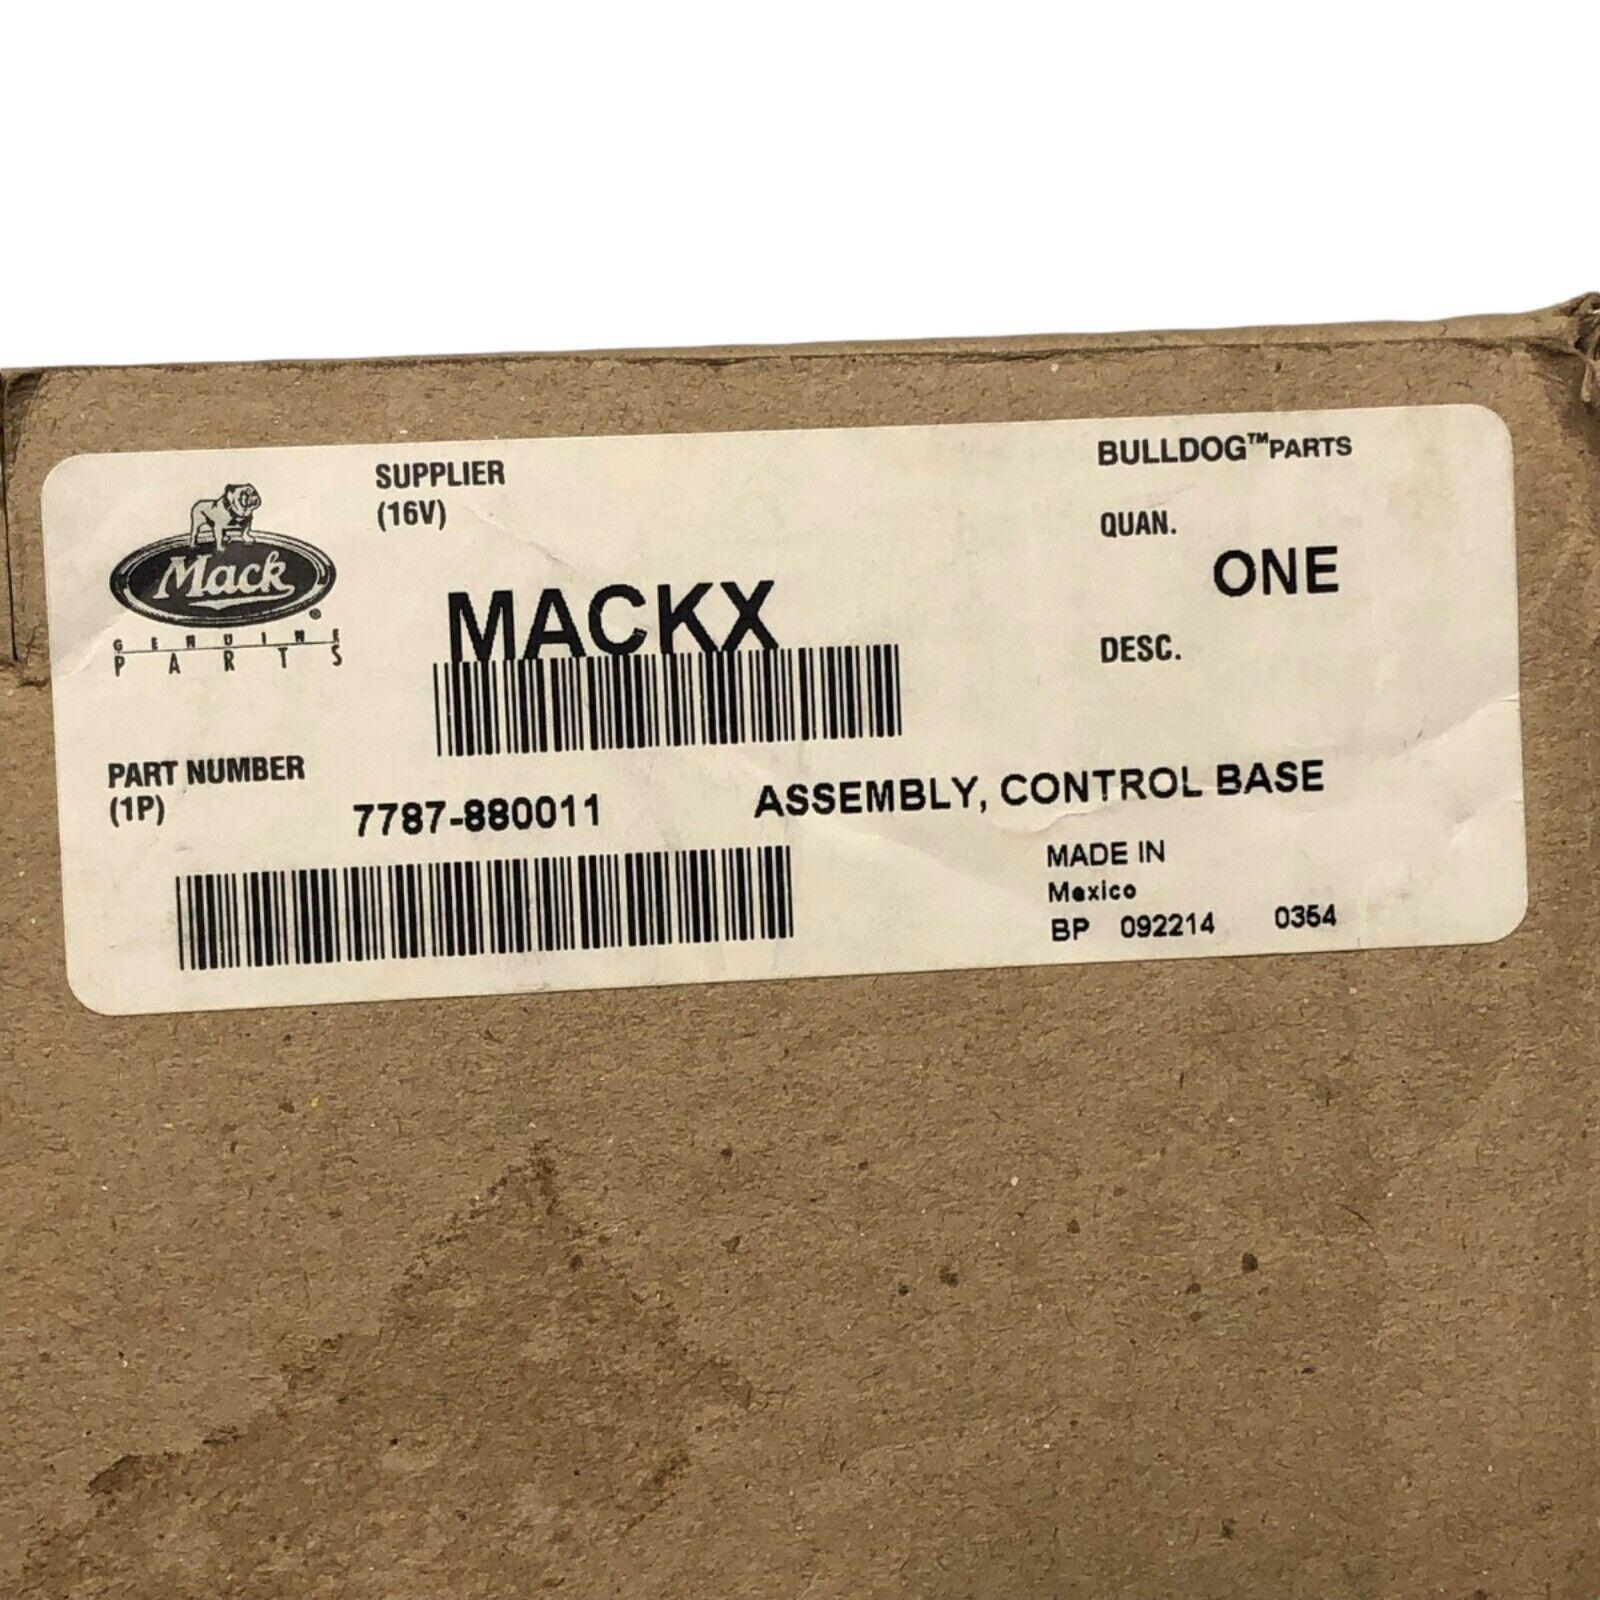 Mack
®
GENUINE
PARTS
SUPPLIER
(16V)
MACKX
BULLDOG™PARTS
QUAN.
ONE
DESC.
PART NUMBER
(1P)
7787-880011
ASSEMBLY, CONTROL BASE
MADE IN
Mexico
BP 092214 0354